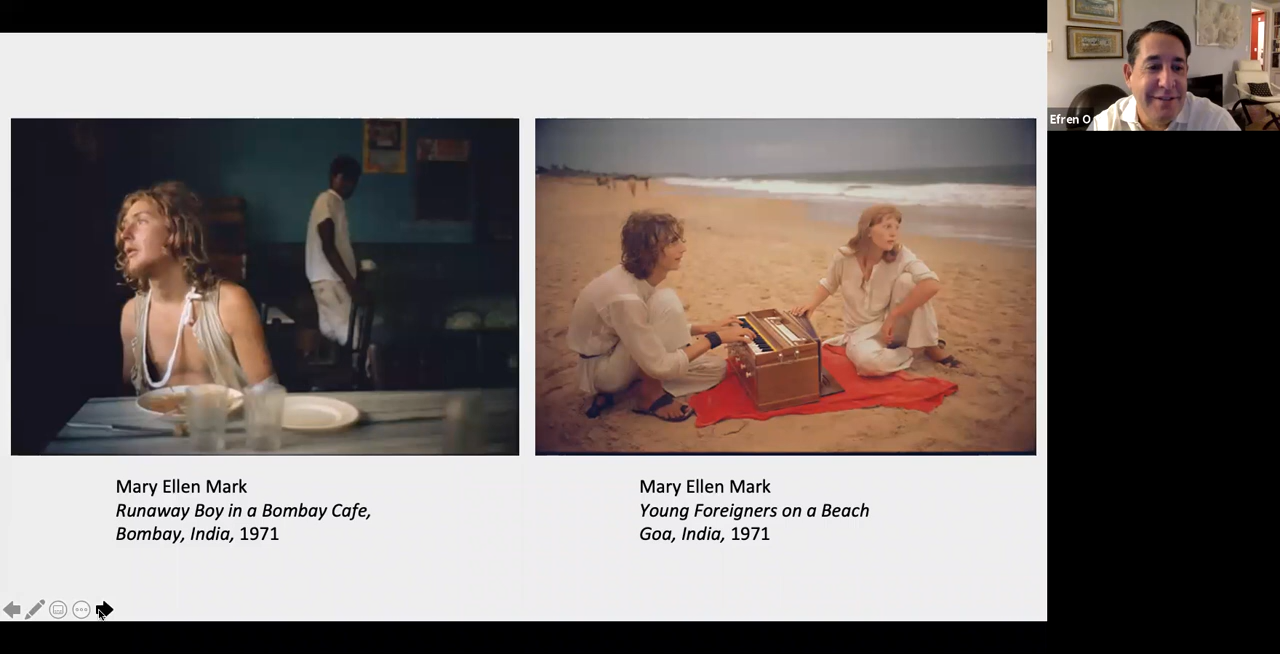 Mary Ellen Mark
Runaway Boy in a Bombay Cafe,
Bombay, India, 1971
Mary Ellen Mark
Young Foreigners on a Beach
Goa, India, 1971
Efren O